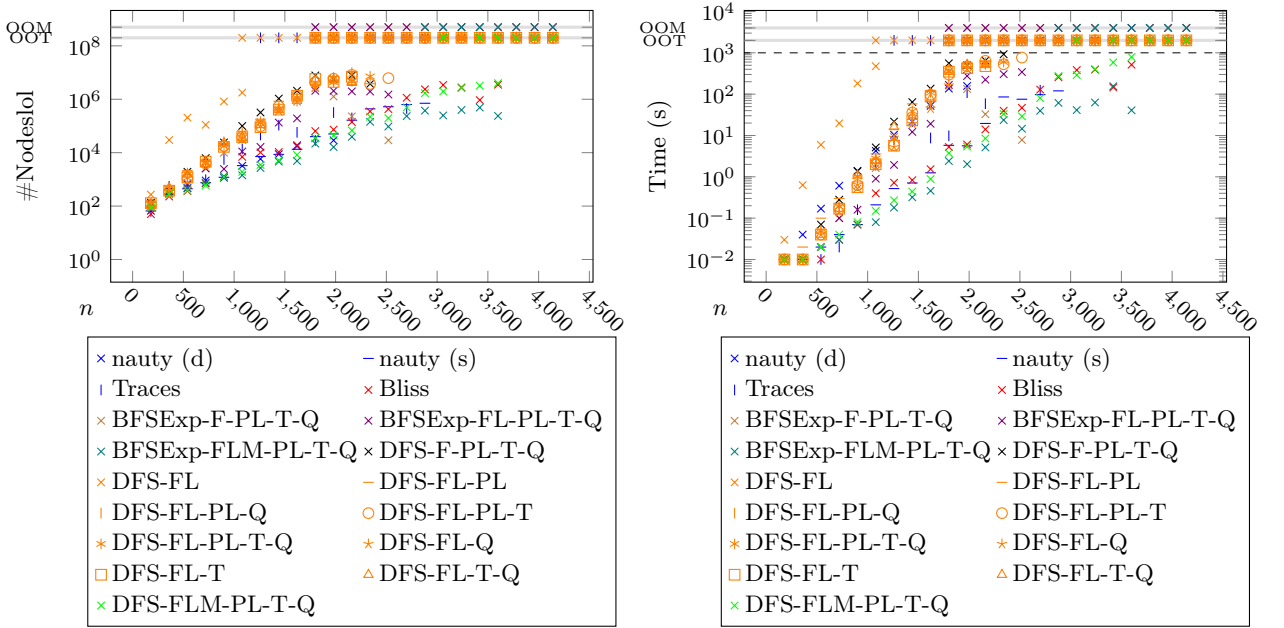 OOM
OOT
10^8
10^6
10^4
10^2
10^0
#Nodeslol
n
0
500
1,000
1,500
2,000
2,500
3,000
3,500
4,000
4,500
nauty (d)
nauty (s)
Traces
Bliss
BFSExp-F-PL-T-Q
BFSExp-FL-PL-T-Q
BFSExp-FLM-PL-T-Q
DFS-F-PL-T-Q
DFS-FL
DFS-FL-PL
DFS-FL-PL-Q
DFS-FL-PL-T
DFS-FL-PL-T-Q
DFS-FL-Q
DFS-FL-T
DFS-FL-T-Q
DFS-FLM-PL-T-Q
10^4
OOM
OOT
10^3
10^2
10^1
10^0
10^−1
10^−2
Time (s)
n
0
500
1,000
1,500
2,000
2,500
3,000
3,500
4,000
4,500
nauty (d)
nauty (s)
Traces
Bliss
BFSExp-F-PL-T-Q
BFSExp-FL-PL-T-Q
BFSExp-FLM-PL-T-Q
DFS-F-PL-T-Q
DFS-FL
DFS-FL-PL
DFS-FL-PL-Q
DFS-FL-PL-T
DFS-FL-PL-T-Q
DFS-FL-Q
DFS-FL-T
DFS-FL-T-Q
DFS-FLM-PL-T-Q